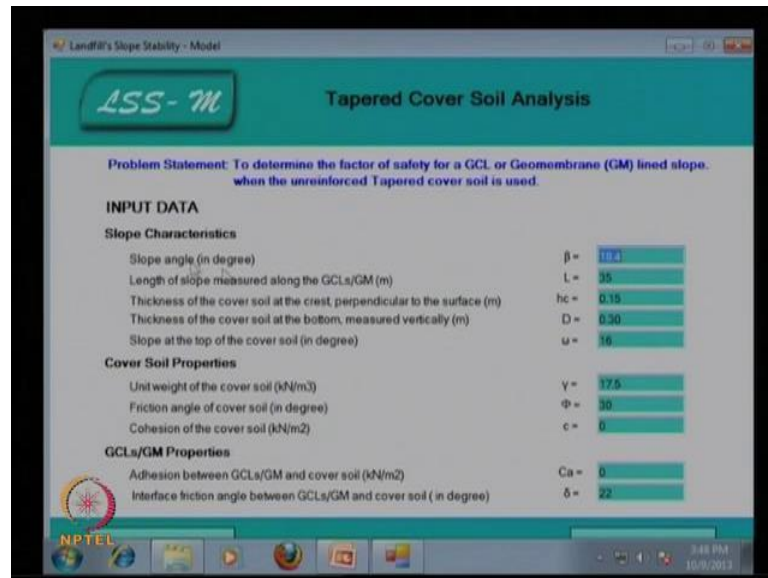 Landfill's Slope Stability - Model
LSS-M
Tapered Cover Soil Analysis
Problem Statement: To determine the factor of safety for a GCL or Geomembrane (GM) lined slope.
when the unreinforced Tapered cover soil is used.
INPUT DATA
Slope Characteristics
Slope angle (in degree) β = 18.4
Length of slope measured along the GCLs/GM (m) L = 35
Thickness of the cover soil at the crest, perpendicular to the surface (m) hc = 0.15
Thickness of the cover soil at the bottom, measured vertically (m) D = 0.30
Slope at the top of the cover soil (in degree) ω = 16
Cover Soil Properties
Unit weight of the cover soil (kN/m3) γ = 17.5
Friction angle of cover soil (in degree) Φ = 30
Cohesion of the cover soil (kN/m2) c = 0
GCLs/GM Properties
Adhesion between GCLs/GM and cover soil (kN/m2) Ca = 0
Interface friction angle between GCLs/GM and cover soil ( in degree) δ = 22
NPTEL
3:48 PM
10/9/2013